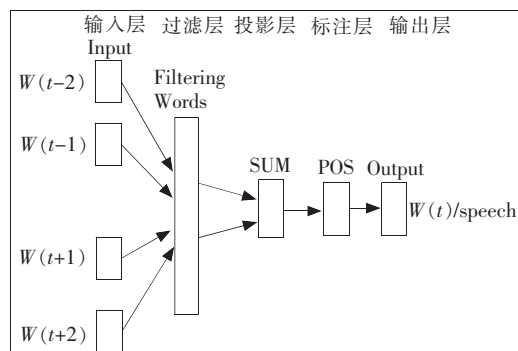 输入层 过滤层 投影层 标注层 输出层
Input
Filtering
Words
W(t−2)
W(t−1)
SUM POS Output
W(t)/speech
W(t+1)
W(t+2)